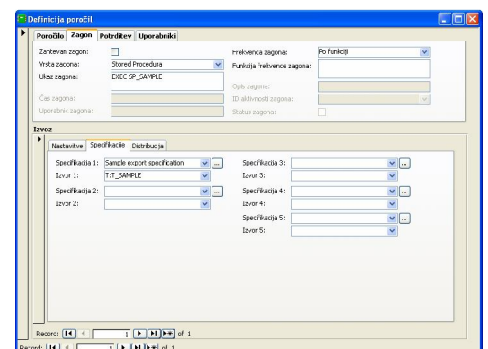 Definicija poročil
Poročilo Zagon Potrditev Uporabniki
Zahtevan zagon:
Frekvenca zagona: Po funkciji
Vrsta zagona: Stored Procedura
Funkcija frekvence zagona:
Ukaz zagona: EXEC SP_SAMPLE
Opis zagona:
Čas zagona:
ID aktivnosti zagona:
Uporabnik zagona:
Status zagona:
Izvoz
Nastavitve Specifikacije Distribucija
Specifikacija 1: Sample export specification
Specifikacija 3:
Izvor 1: T:T_SAMPLE
Izvor 3:
Specifikacija 2:
Specifikacija 4:
Izvor 2:
Izvor 4:
Specifikacija 5:
Izvor 5:
Record: 1 of 1
Record: 1 of 1